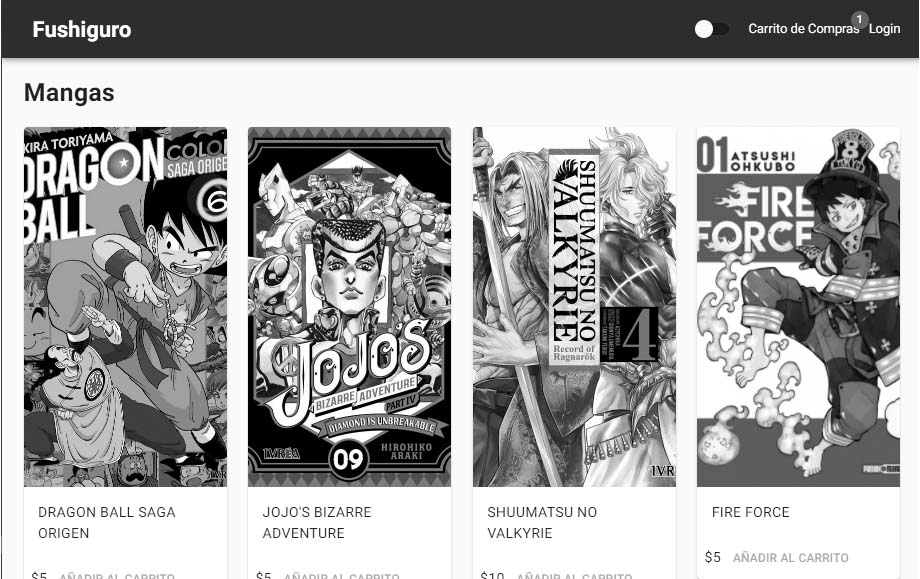 Fushiguro
Carrito de Compras
1
Login
Mangas
KIRA TORIYAMA
DRAGON
BALL
COLOR
SAGA ORIGE
6
JOJO'S
BIZARRE ADVENTURE
PART IV
DIAMOND IS UNBREAKABLE
IVREA
09
HIROHIKO
ARAKI
SHUUMATSU NO
VALKYRIE
Record of
Ragnarök
4
IVR
01
ATSUSHI
OHKUBO
8
FIRE
FORCE
DRAGON BALL SAGA
ORIGEN
JOJO'S BIZARRE
ADVENTURE
SHUUMATSU NO
VALKYRIE
FIRE FORCE
$5 AÑADIR AL CARRITO
$5 AÑADIR AL CARRITO
$10 AÑADIR AL CARRITO
$5 AÑADIR AL CARRITO